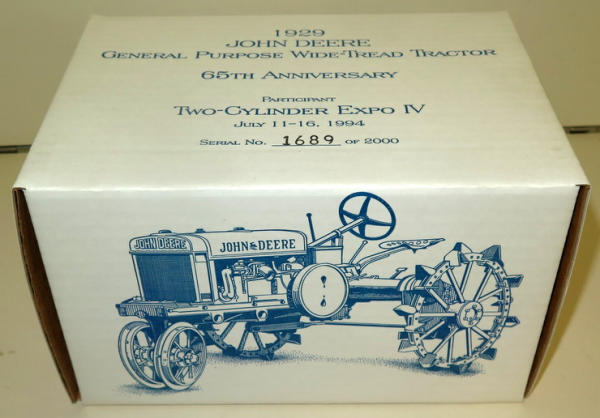 1929
JOHN DEERE
GENERAL PURPOSE WIDE-TREAD TRACTOR
65TH ANNIVERSARY
PARTICIPANT
TWO-CYLINDER EXPO IV
JULY 11-16, 1994
SERIAL NO. 1689 OF 2000
JOHN DEERE
JOHN DEERE